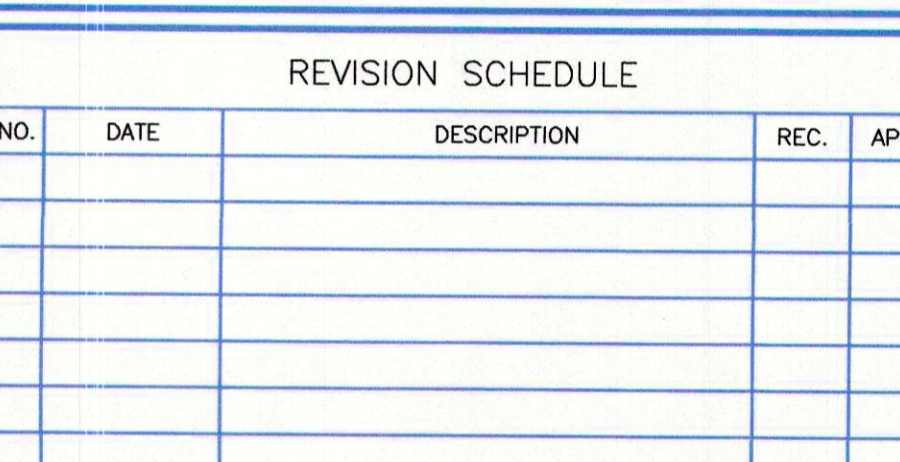 REVISION SCHEDULE
NO. DATE DESCRIPTION REC. AP